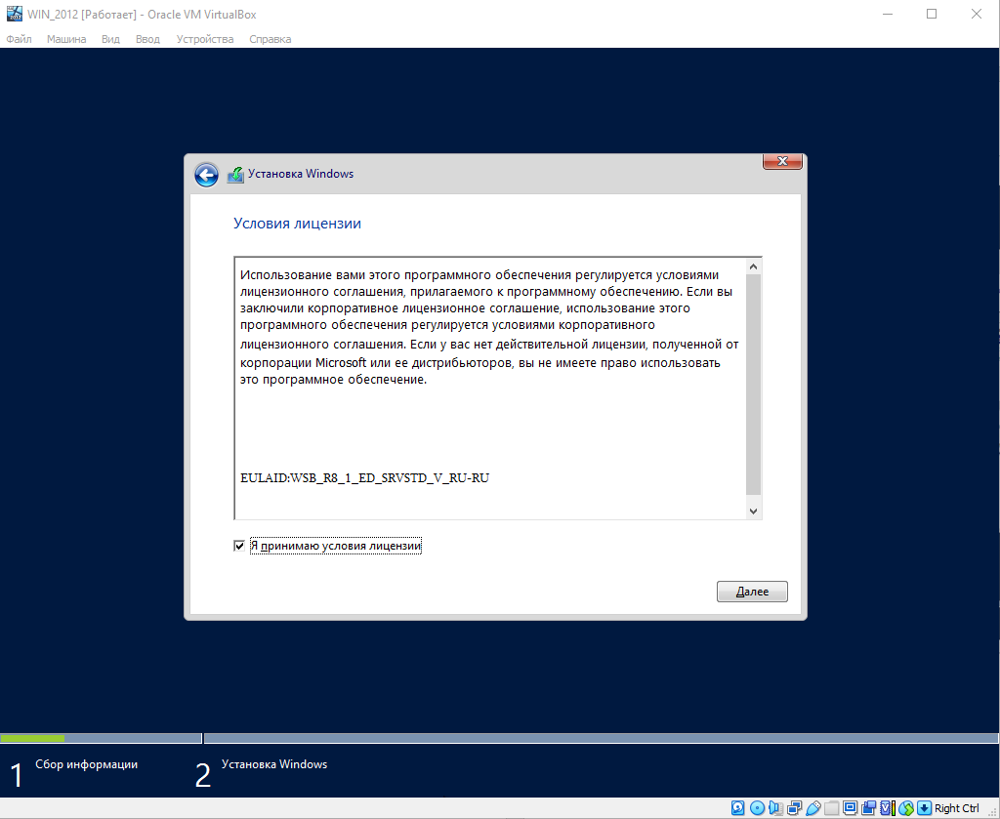 WIN_2012 [Работает] - Oracle VM VirtualBox
Файл Машина Вид Ввод Устройства Справка
Установка Windows
Условия лицензии
Использование вами этого программного обеспечения регулируется условиями
лицензионного соглашения, прилагаемого к программному обеспечению. Если вы
заключили корпоративное лицензионное соглашение, использование этого
программного обеспечения регулируется условиями корпоративного
лицензионного соглашения. Если у вас нет действительной лицензии, полученной от
корпорации Microsoft или ее дистрибьюторов, вы не имеете право использовать
это программное обеспечение.
EULAID:WSB_R8_1_ED_SRVSTD_V_RU-RU
Я принимаю условия лицензии
Далее
1 Сбор информации
2 Установка Windows
Right Ctrl